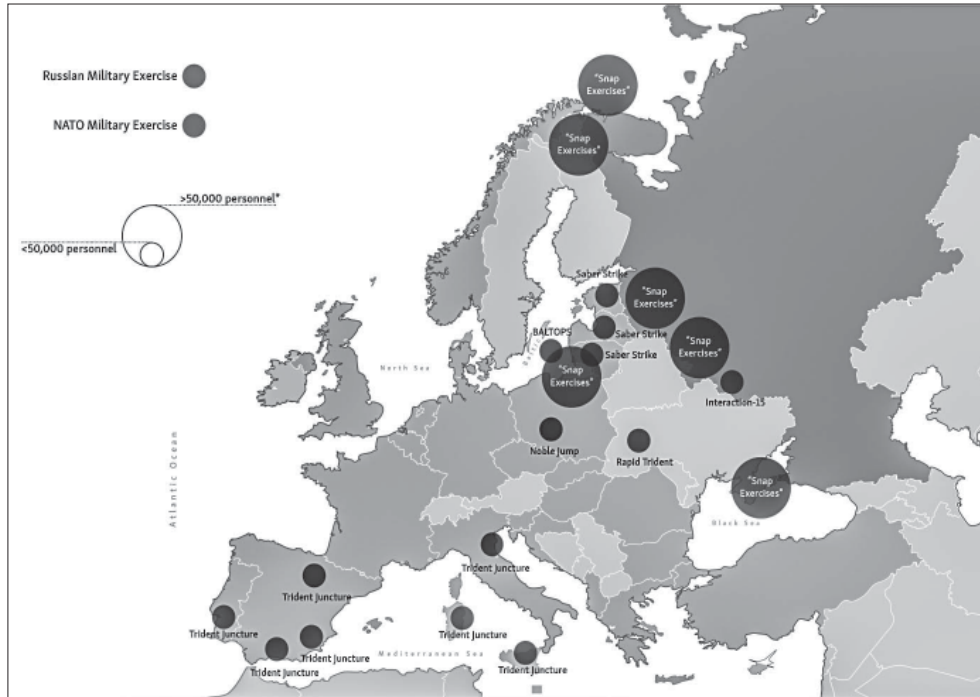 Russian Military Exercise
NATO Military Exercise
>50,000 personnel*
<50,000 personnel
"Snap
Exercises"
"Snap
Exercises"
Saber Strike
"Snap
Exercises"
BALTOPS
Saber Strike
"Snap
Exercises"
Saber Strike
North Sea
"Snap
Exercises"
Interaction-15
Noble Jump
Rapid Trident
Atlantic Ocean
"Snap
Exercises"
Black Sea
Trident Juncture
Trident Juncture
Trident Juncture
Trident Juncture
Trident Juncture
Mediterranean Sea
Trident Juncture
Trident Juncture